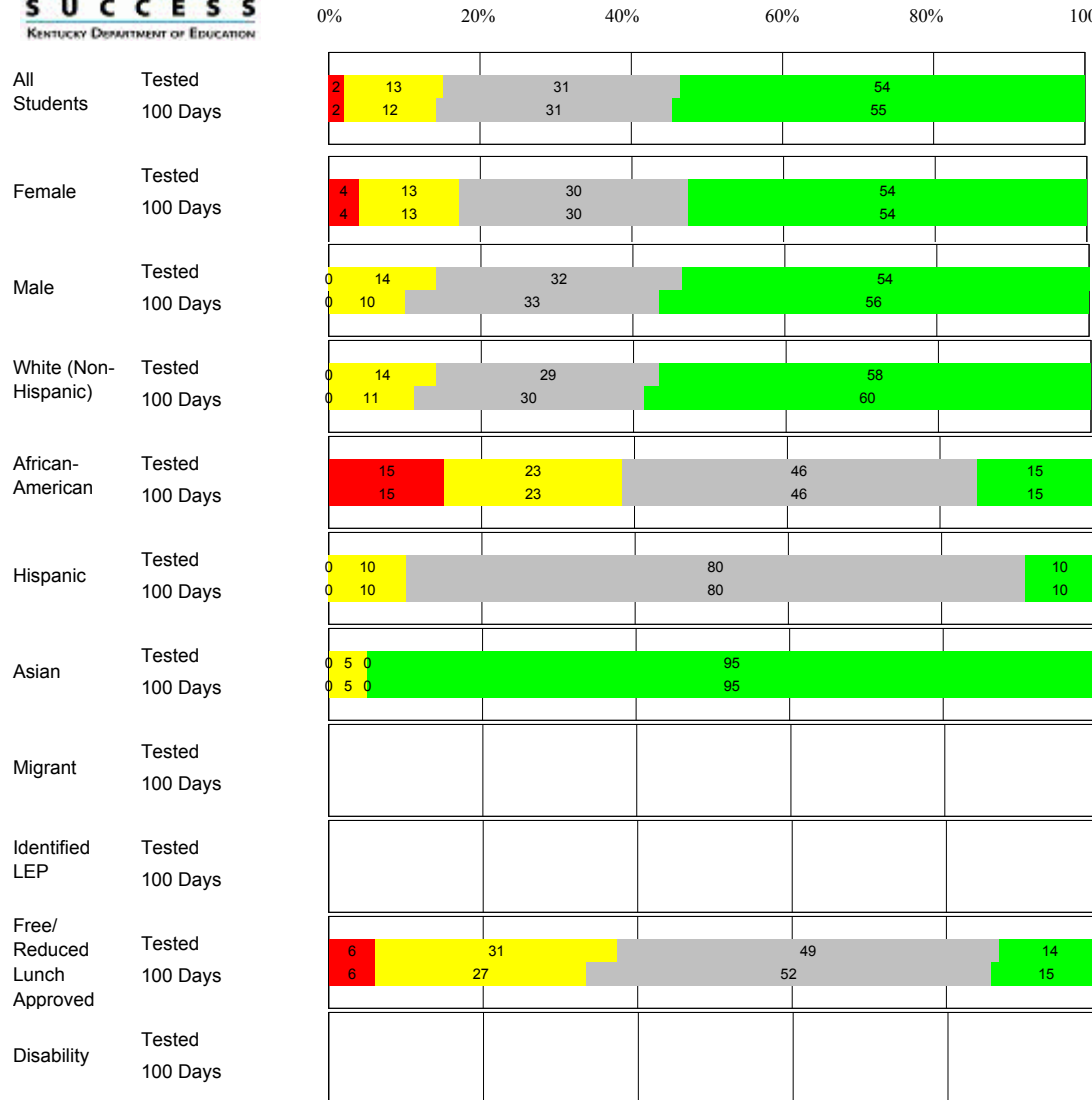 SUCCESS
KENTUCKY DEPARTMENT OF EDUCATION
0% 20% 40% 60% 80% 100
All Students
Tested 2 13 31 54
100 Days 2 12 31 55
Female
Tested 4 13 30 54
100 Days 4 13 30 54
Male
Tested 0 14 32 54
100 Days 0 10 33 56
White (Non-
Hispanic)
Tested 0 14 29 58
100 Days 0 11 30 60
African-
American
Tested 15 23 46 15
100 Days 15 23 46 15
Hispanic
Tested 0 10 80 10
100 Days 0 10 80 10
Asian
Tested 0 5 0 95
100 Days 0 5 0 95
Migrant
Tested
100 Days
Identified
LEP
Tested
100 Days
Free/
Reduced
Lunch
Approved
Tested 6 31 49 14
100 Days 6 27 52 15
Disability
Tested
100 Days